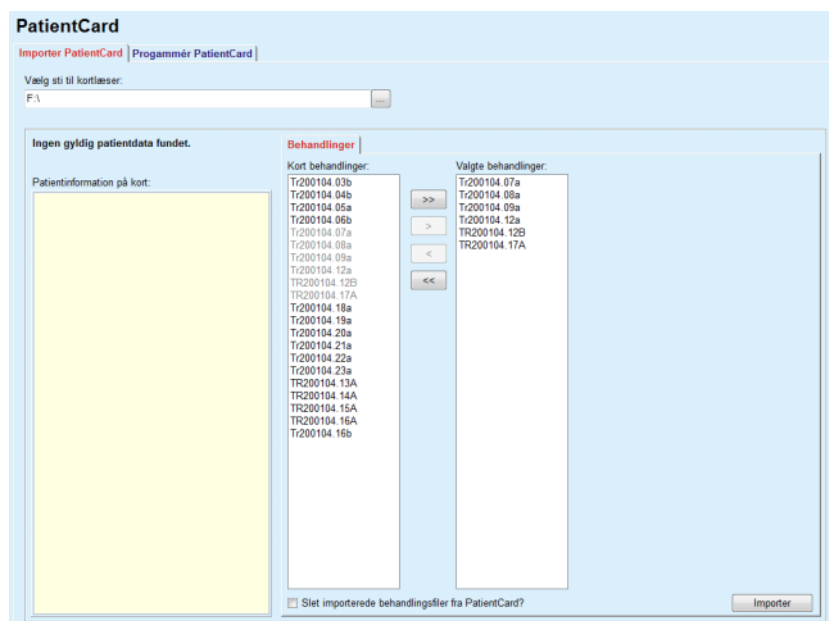 PatientCard
Importer PatientCard
Progammér PatientCard
Vælg sti til kortlæser:
F:\
...
Ingen gyldig patientdata fundet.
Patientinformation på kort:
Behandlinger
Kort behandlinger:
Tr200104.03b
Tr200104.04b
Tr200104.05a
Tr200104.06b
Tr200104.07a
Tr200104.08a
Tr200104.09a
Tr200104.12a
TR200104.12B
TR200104.17A
Tr200104.18a
Tr200104.19a
Tr200104.20a
Tr200104.21a
Tr200104.22a
Tr200104.23a
TR200104.13A
TR200104.14A
TR200104.15A
TR200104.16A
Tr200104.16b
>>
>
<
<<
Valgte behandlinger:
Tr200104.07a
Tr200104.08a
Tr200104.09a
Tr200104.12a
TR200104.12B
TR200104.17A
Slet importerede behandlingsfiler fra PatientCard?
Importer